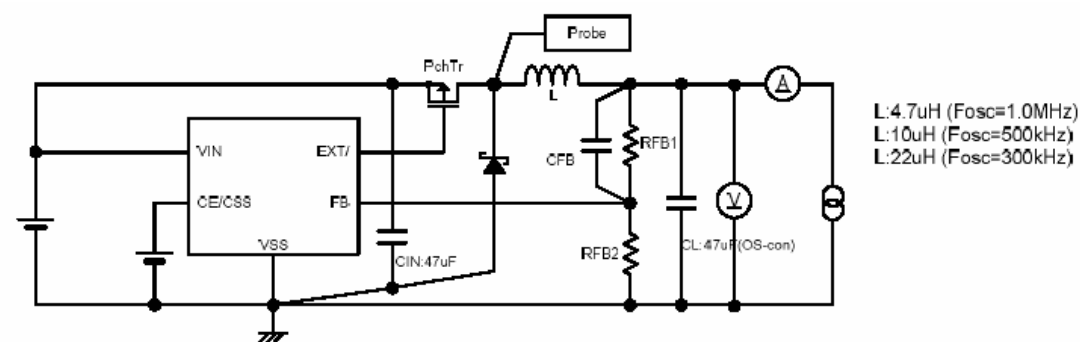 Probe
PchTr
L
A
L:4.7uH (Fosc=1.0MHz)
L:10uH (Fosc=500kHz)
L:22uH (Fosc=300kHz)
VIN
EXT/
CFB
RFB1
CE/CSS
FB
V
VSS
CIN:47uF
RFB2
CL:47uF(OS-con)